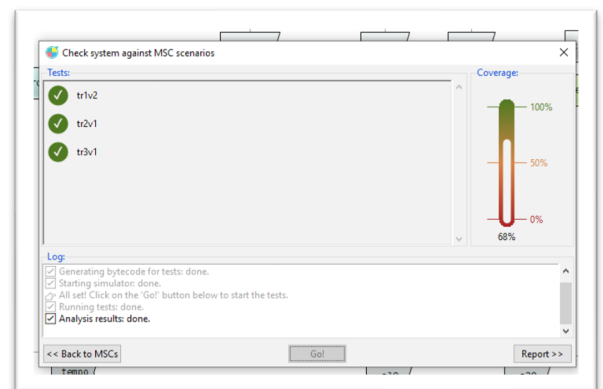 Check system against MSC scenarios
Tests:
Coverage:
tr1v2
tr2v1
tr3v1
100%
50%
0%
68%
Log:
Generating bytecode for tests: done.
Starting simulator: done.
All set! Click on the 'Go!' button below to start the tests.
Running tests: done.
Analysis results: done.
<< Back to MSCs
Go!
Report >>
tempo